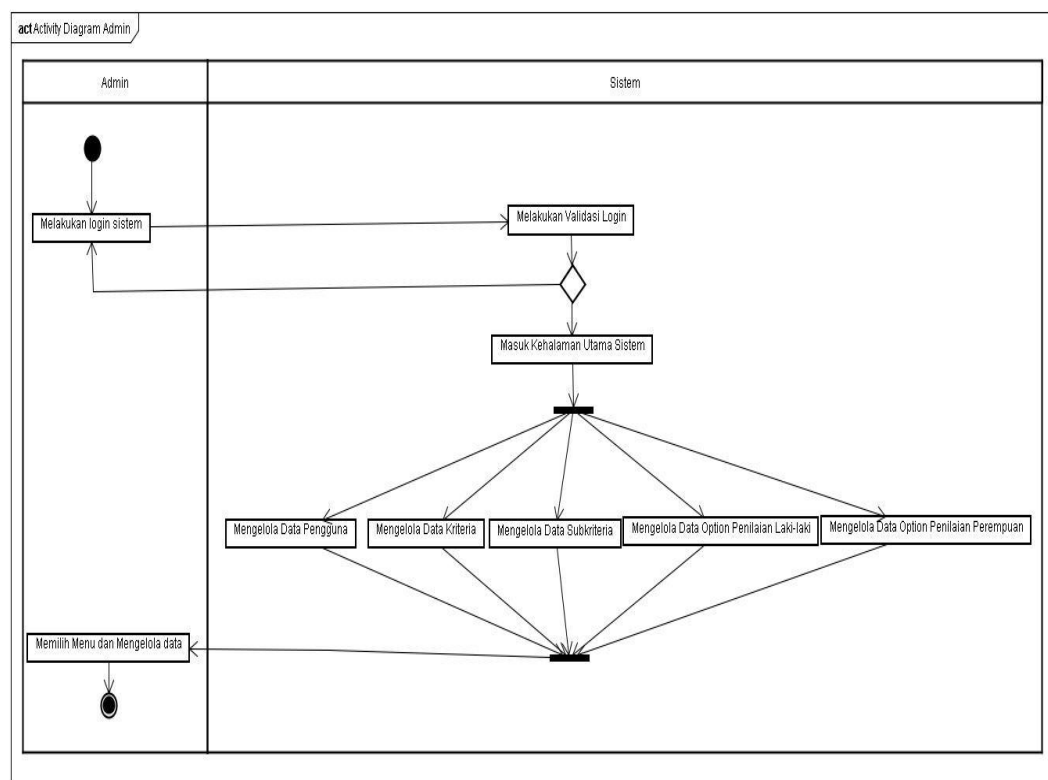 act Activity Diagram Admin
Admin
Sistem
Melakukan login sistem
Melakukan Validasi Login
Masuk Kehalaman Utama Sistem
Mengelola Data Pengguna
Mengelola Data Kriteria
Mengelola Data Subkriteria
Mengelola Data Option Penilaian Laki-laki
Mengelola Data Option Penilaian Perempuan
Memilih Menu dan Mengelola data